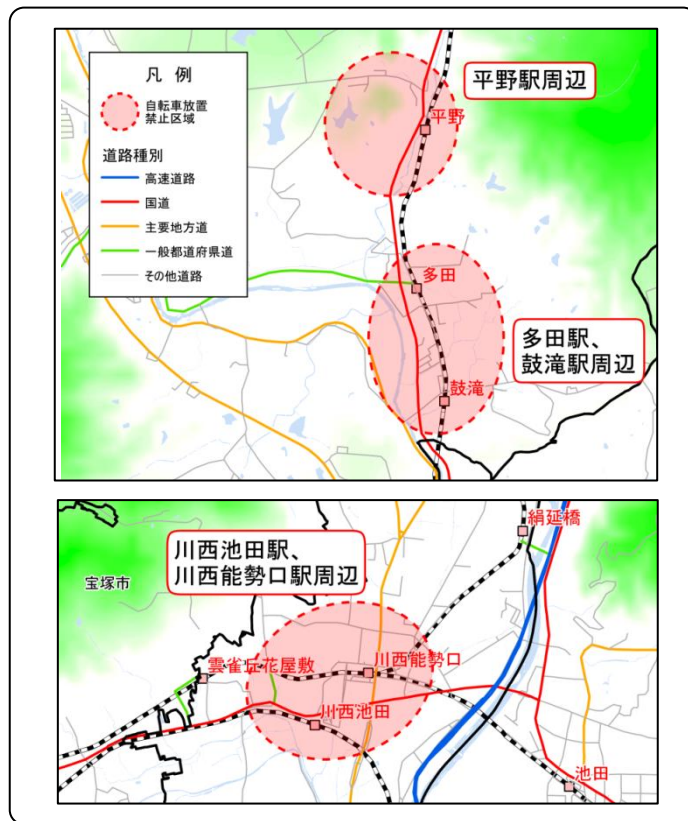 凡 例
自転車放置
禁止区域
道路種別
高速道路
国道
主要地方道
一般都道府県道
その他道路
平野駅周辺
平野
多田
多田駅、
鼓滝駅周辺
鼓滝
川西池田駅、
川西能勢口駅周辺
絹延橋
宝塚市
雲雀丘花屋敷
川西能勢口
川西池田
池田